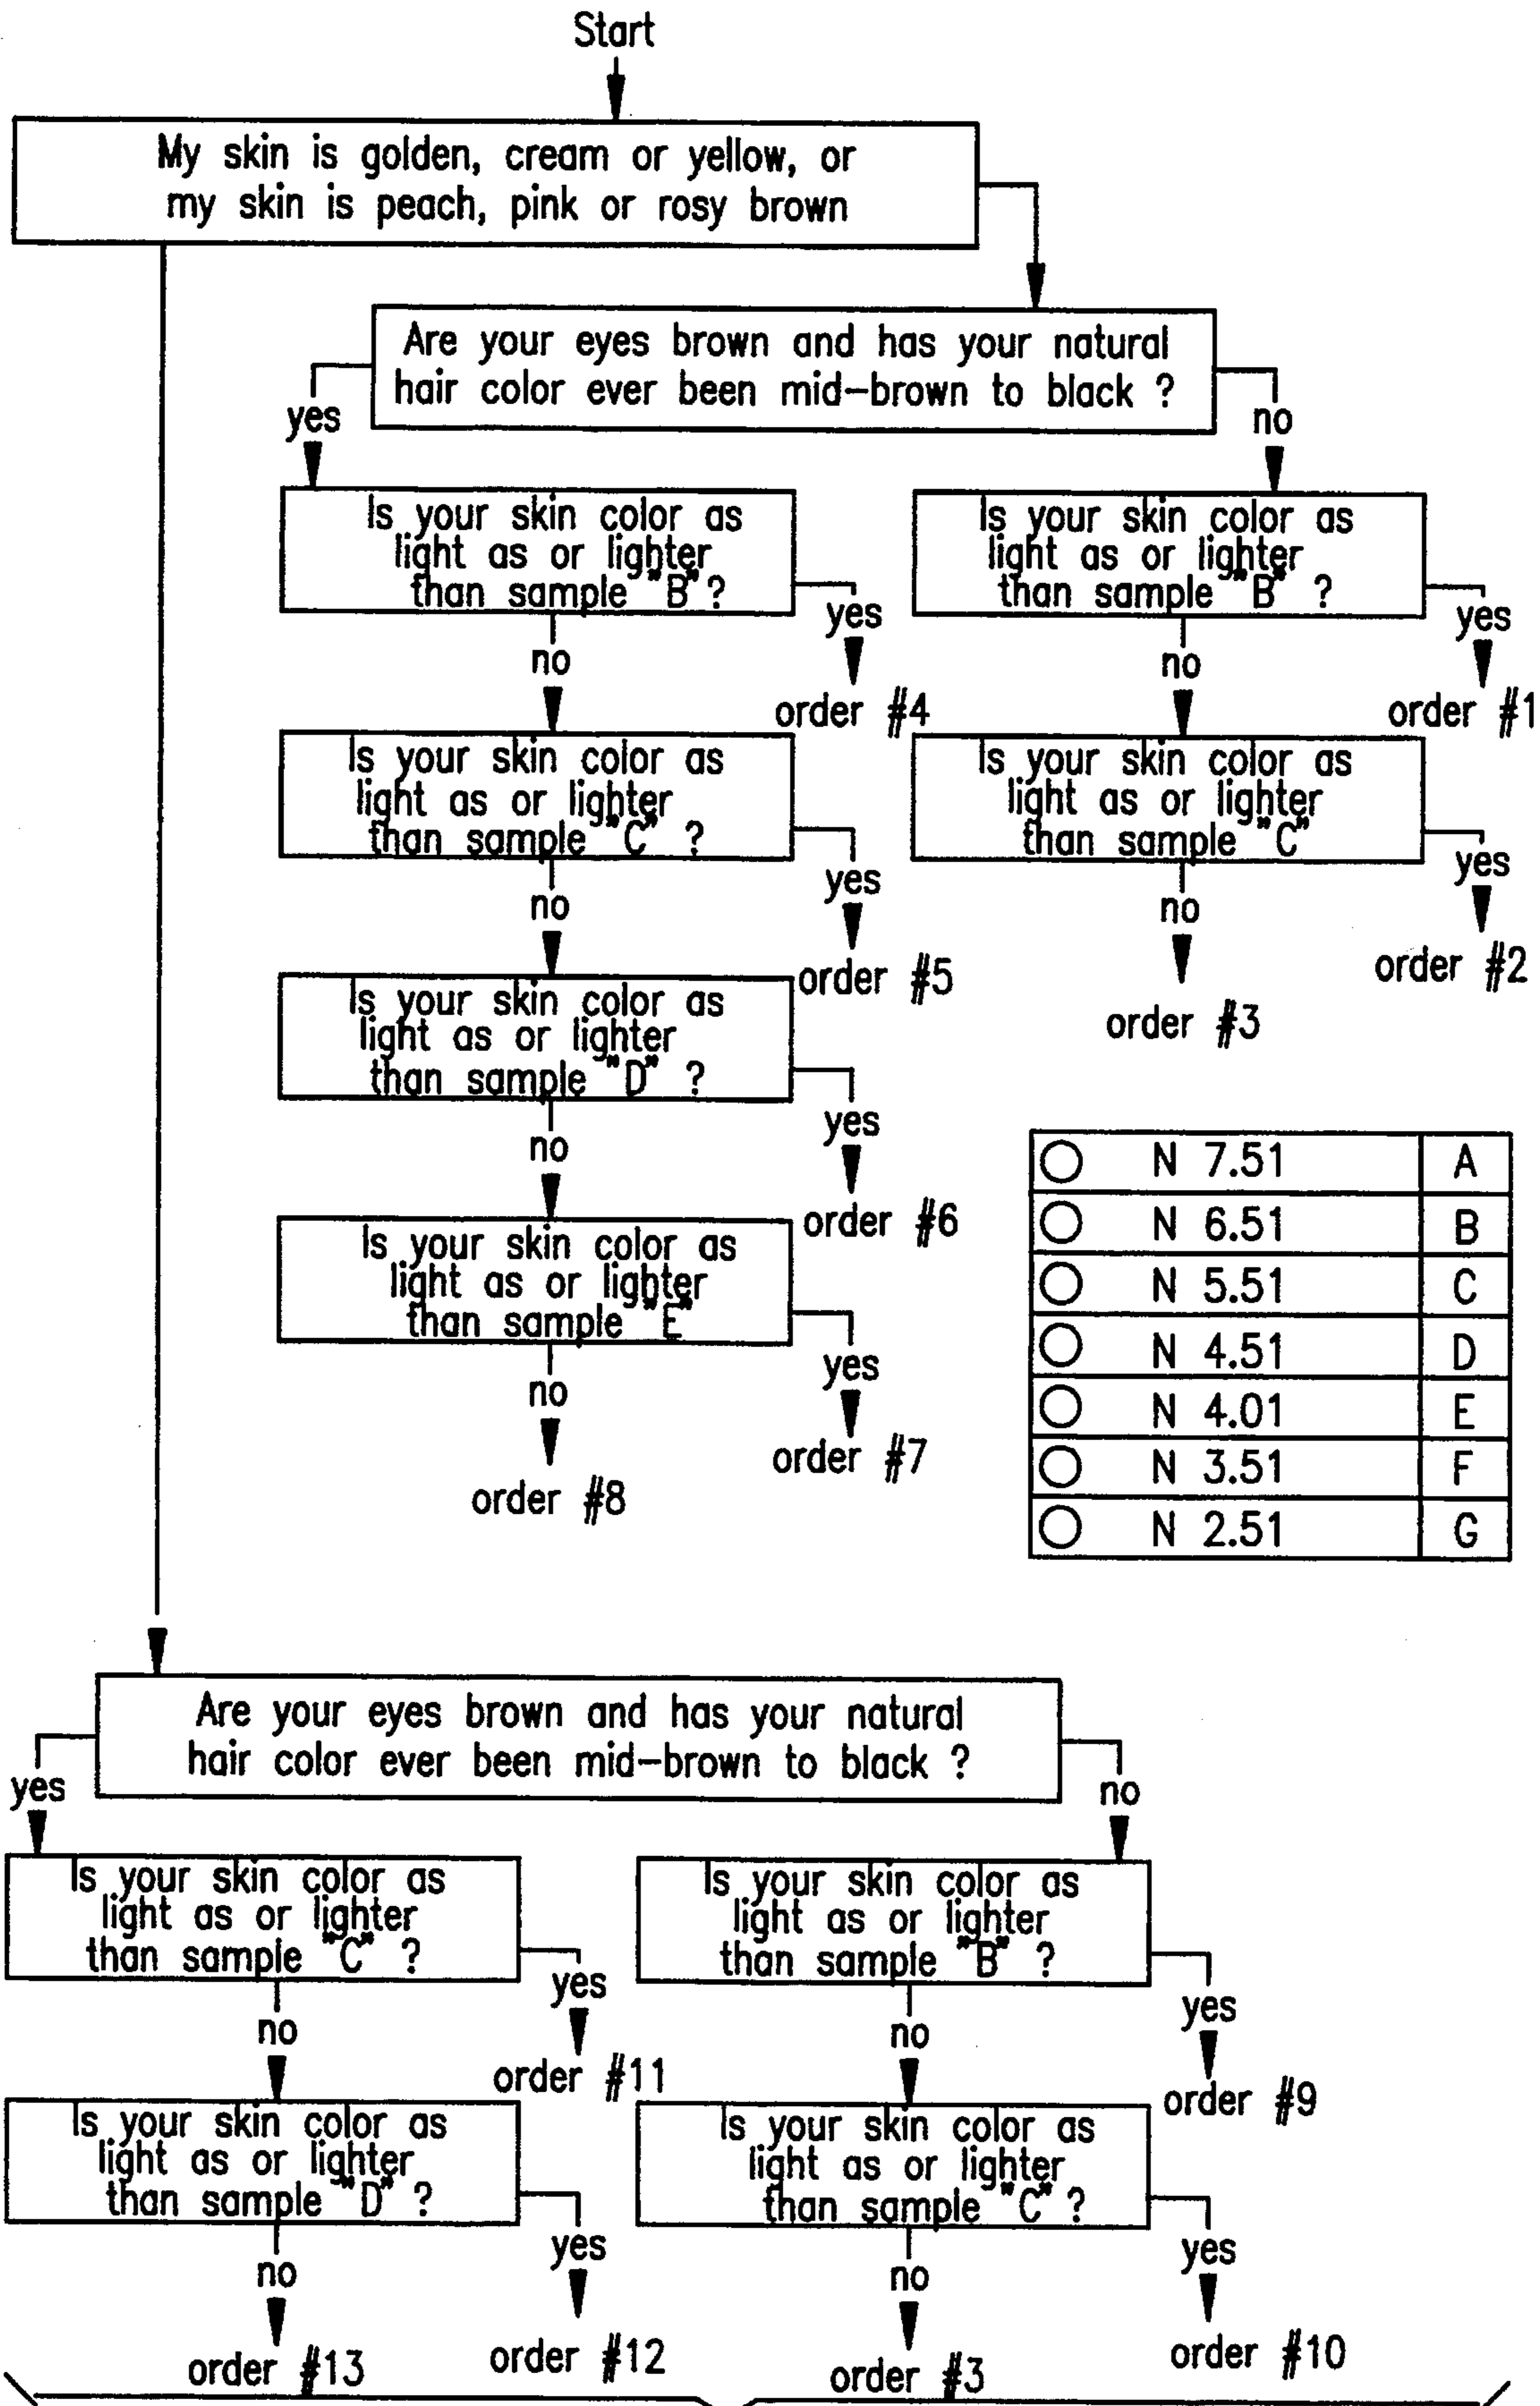 Start
My skin is golden, cream or yellow, or
my skin is peach, pink or rosy brown
Are your eyes brown and has your natural
hair color ever been mid-brown to black ?
yes
no
Is your skin color as
light as or lighter
than sample "B" ?
yes
no
order #4
Is your skin color as
light as or lighter
than sample "B" ?
yes
no
order #1
Is your skin color as
light as or lighter
than sample "C" ?
yes
no
order #5
Is your skin color as
light as or lighter
than sample "C"
yes
no
order #2
order #3
Is your skin color as
light as or lighter
than sample "D" ?
yes
no
order #6
Is your skin color as
light as or lighter
than sample "E"
yes
no
order #7
order #8
N 7.51 A
N 6.51 B
N 5.51 C
N 4.51 D
N 4.01 E
N 3.51 F
N 2.51 G
Are your eyes brown and has your natural
hair color ever been mid-brown to black ?
yes
no
Is your skin color as
light as or lighter
than sample "C" ?
yes
no
order #11
Is your skin color as
light as or lighter
than sample "B" ?
yes
no
order #9
Is your skin color as
light as or lighter
than sample "D" ?
yes
no
order #12
order #13
Is your skin color as
light as or lighter
than sample "C" ?
yes
no
order #10
order #3